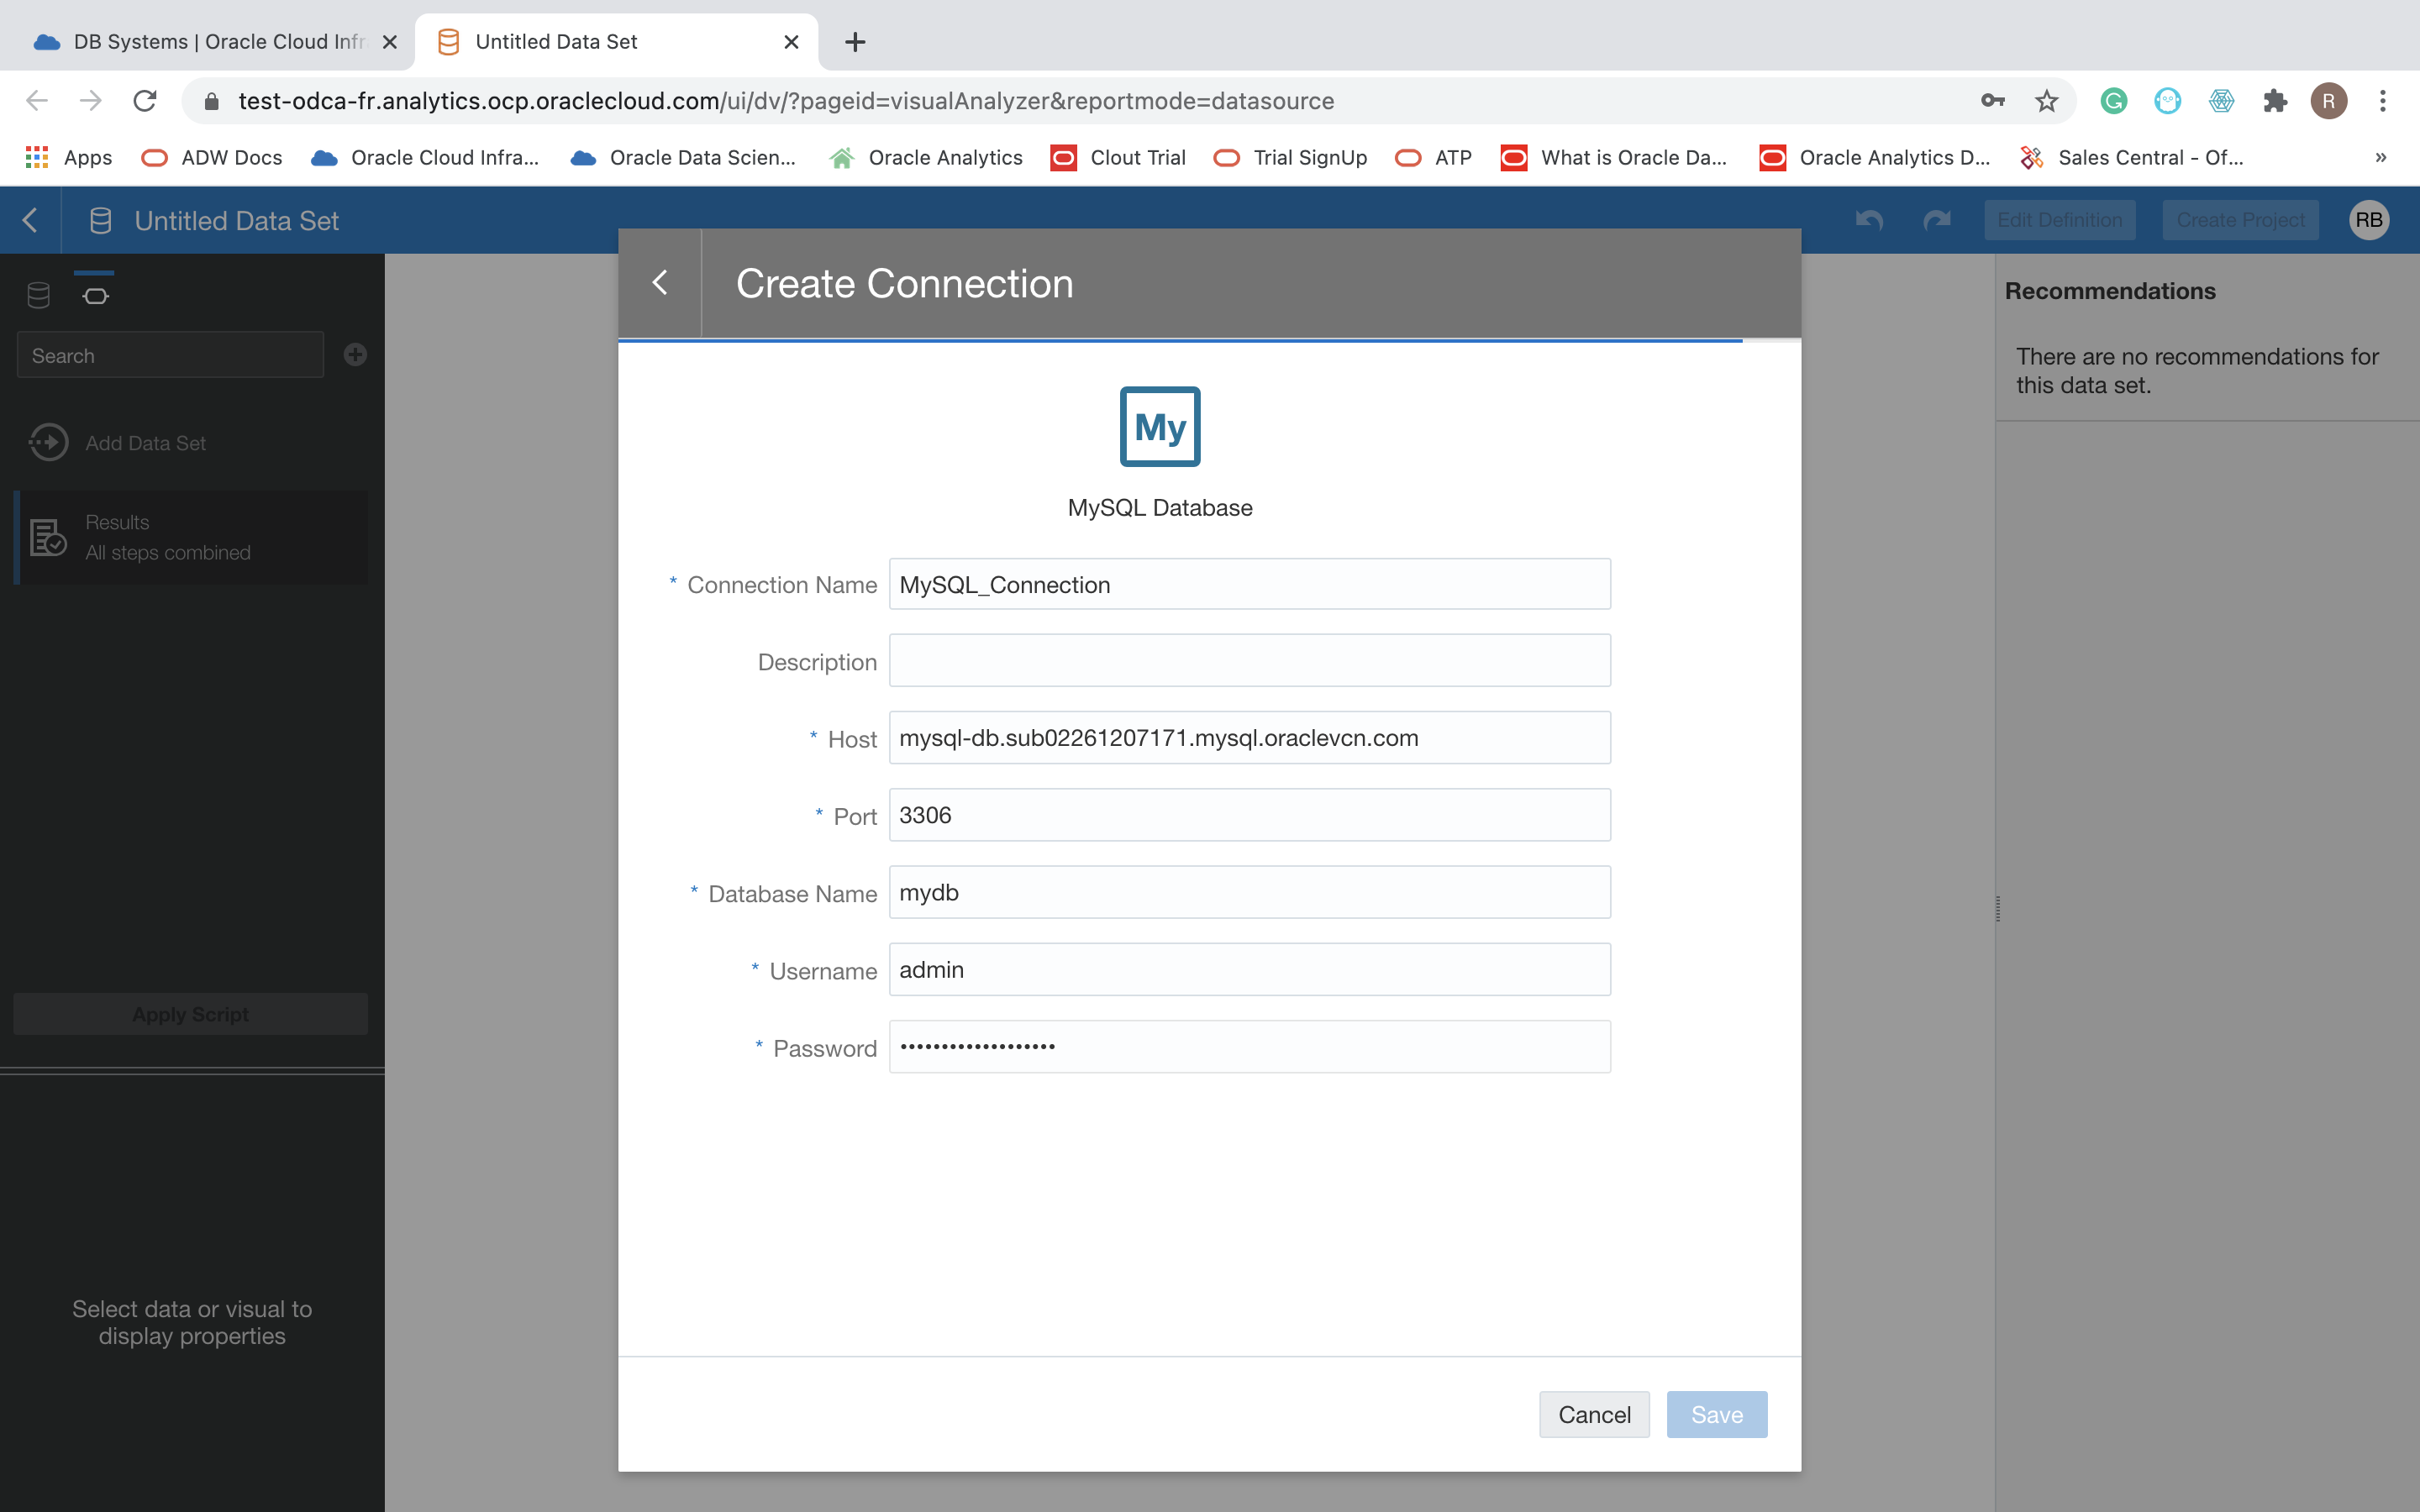 DB Systems | Oracle Cloud Infr
Untitled Data Set
test-odca-fr.analytics.ocp.oraclecloud.com/ui/dv/?pageid=visualAnalyzer&reportmode=datasource
R
Apps
ADW Docs
Oracle Cloud Infra...
Oracle Data Scien...
Oracle Analytics
Clout Trial
Trial SignUp
ATP
What is Oracle Da...
Oracle Analytics D...
Sales Central - Of...
»
Untitled Data Set
Edit Definition
Create Project
RB
Create Connection
Recommendations
There are no recommendations for
this data set.
Search
Add Data Set
Results
All steps combined
Apply Script
Select data or visual to
display properties
My
MySQL Database
* Connection Name MySQL_Connection
Description
* Host mysql-db.sub02261207171.mysql.oraclevcn.com
* Port 3306
* Database Name mydb
* Username admin
* Password •••••••••••••••••••
Cancel
Save